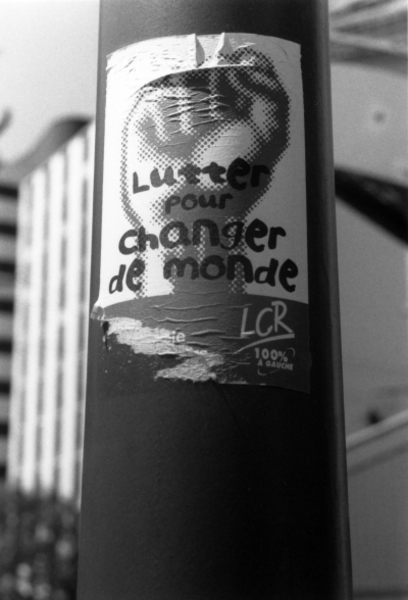 Lutter
pour
changer
de monde
LCR
100%
A GAUCHE